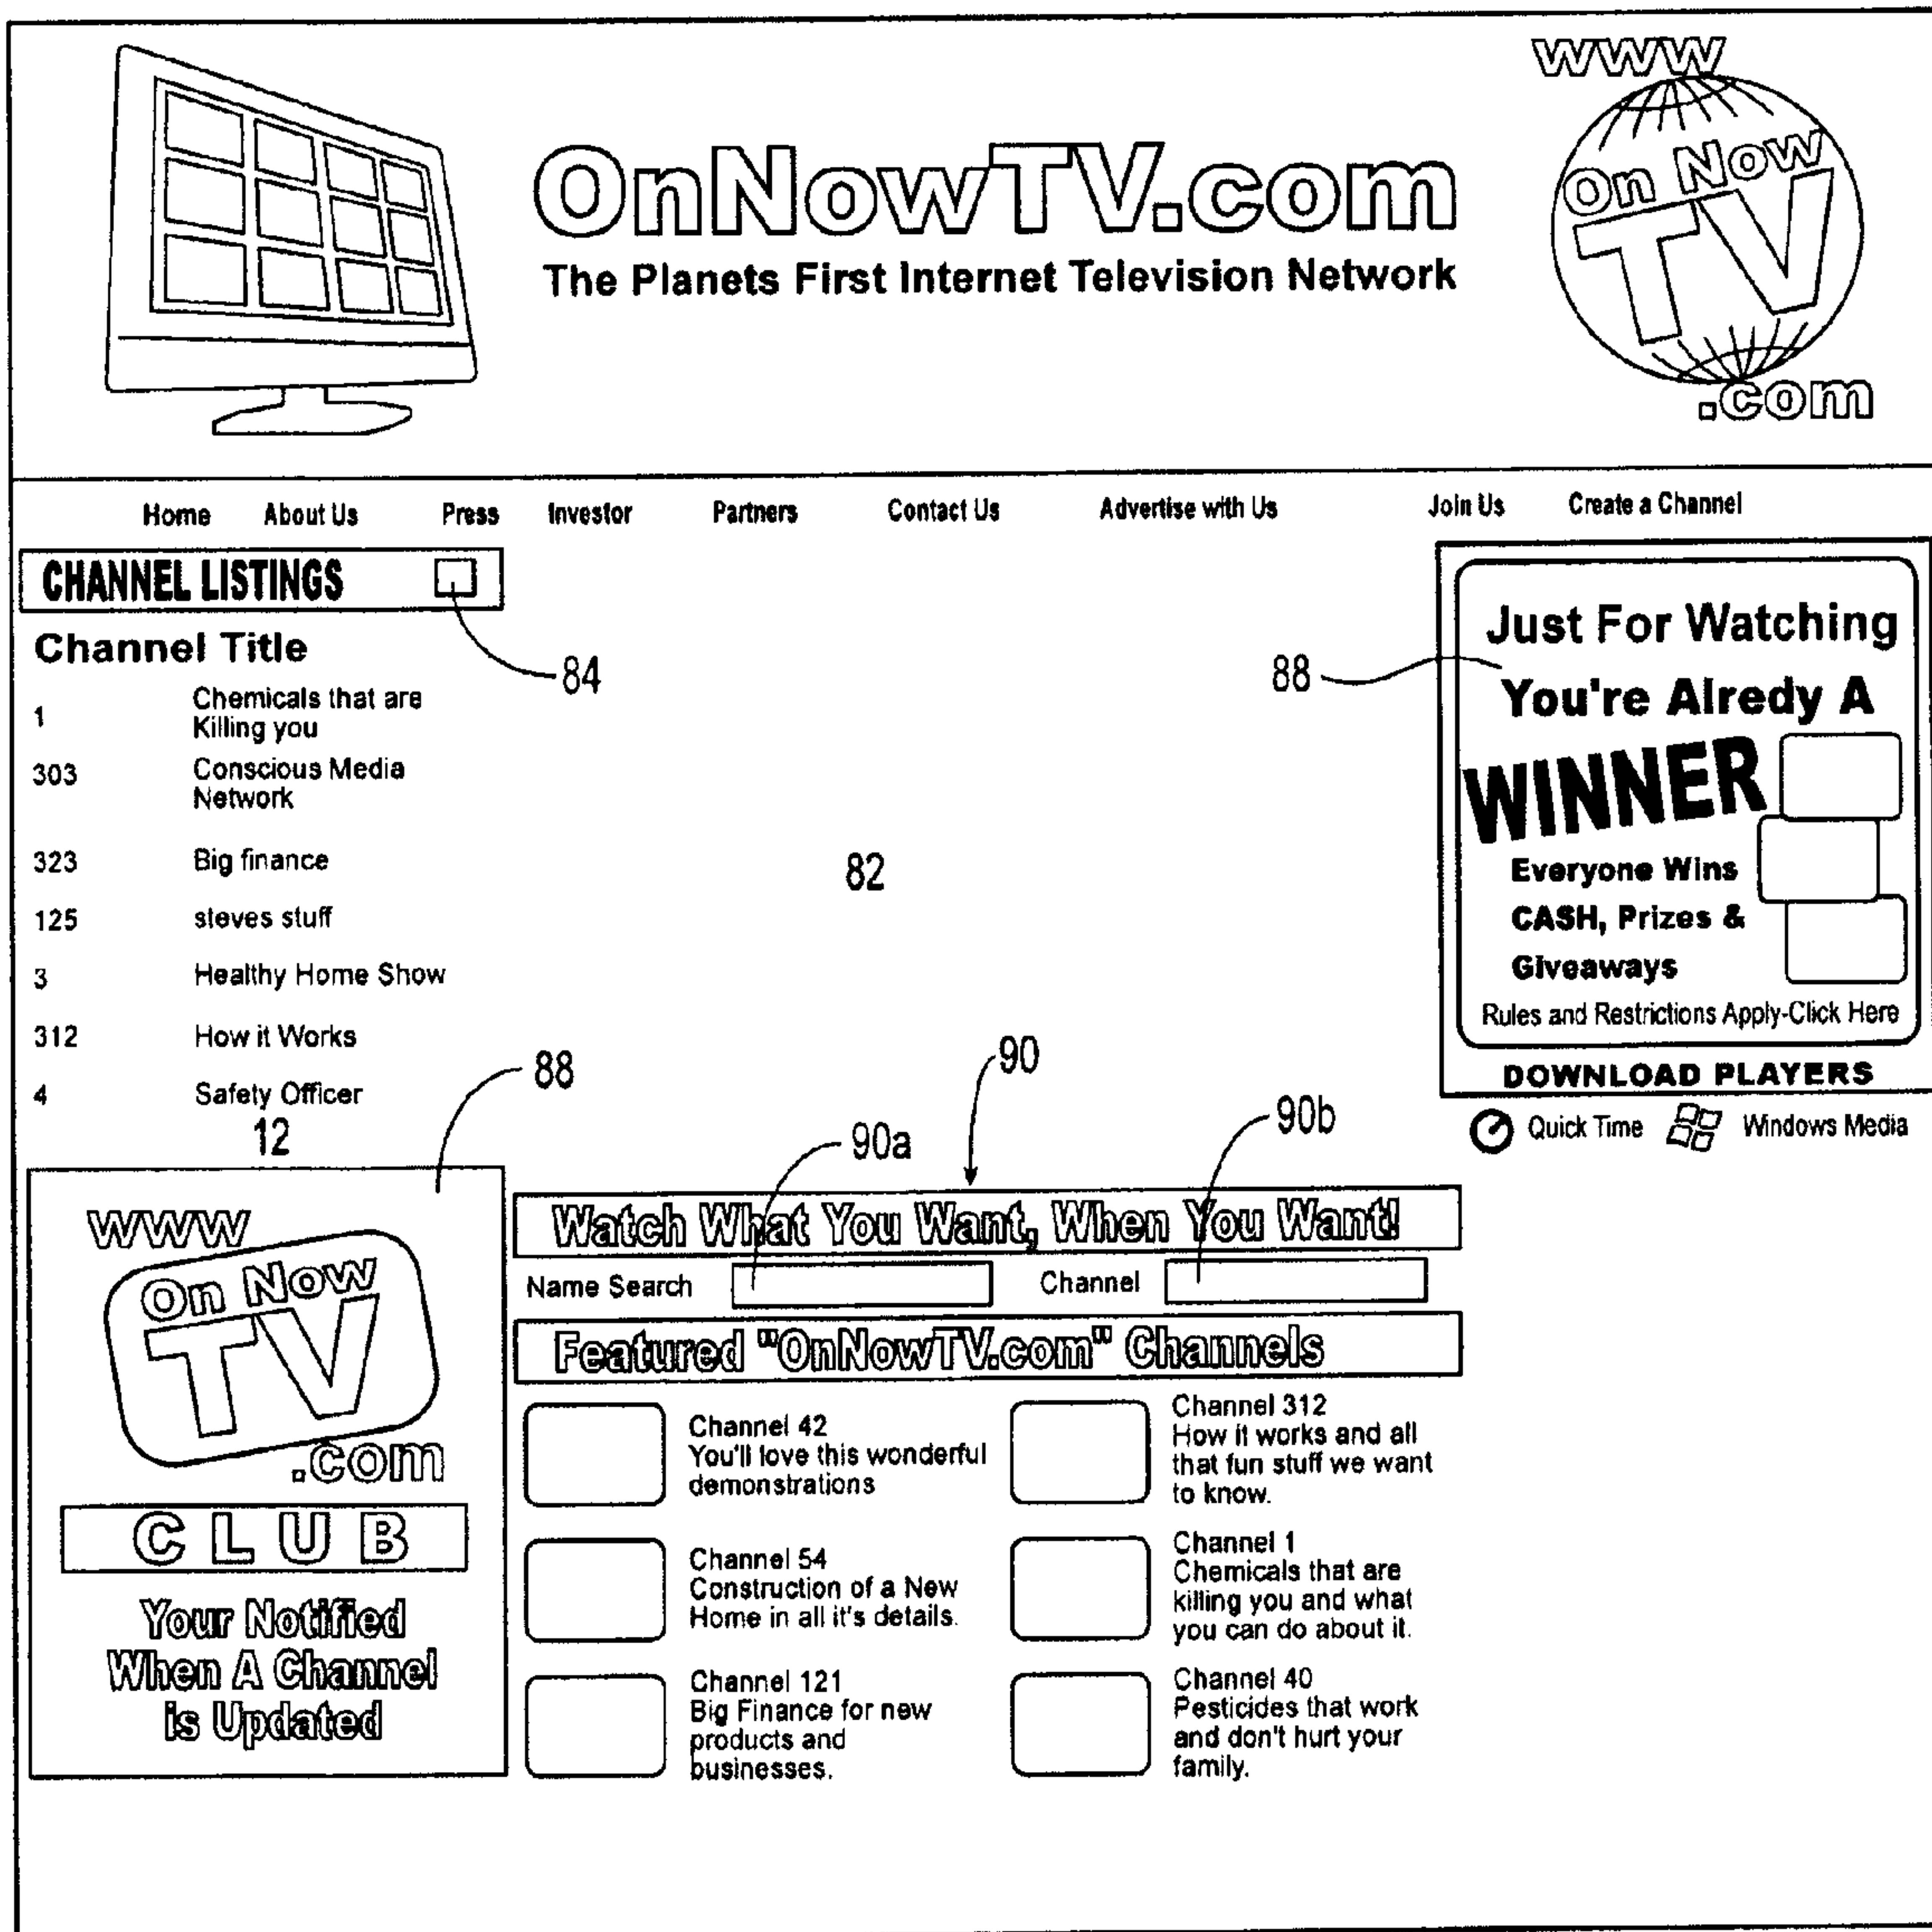 OnNowTV.com
The Planets First Internet Television Network
www
On Now
TV
.com
Home About Us Press Investor Partners Contact Us Advertise with Us Join Us Create a Channel
CHANNEL LISTINGS
84
Channel Title
1 Chemicals that are
Killing you
303 Conscious Media
Network
323 Big finance
125 steves stuff
3 Healthy Home Show
312 How it Works
4 Safety Officer
12
82
88
Just For Watching
You're Alredy A
WINNER
Everyone Wins
CASH, Prizes &
Giveaways
Rules and Restrictions Apply-Click Here
DOWNLOAD PLAYERS
Quick Time Windows Media
88
www
On Now
TV
.com
CLUB
Your Notified
When A Channel
is Updated
90
90a
90b
Watch What You Want, When You Want!
Name Search Channel
Featured "OnNowTV.com" Channels
Channel 42
You'll love this wonderful
demonstrations
Channel 312
How it works and all
that fun stuff we want
to know.
Channel 54
Construction of a New
Home in all it's details.
Channel 1
Chemicals that are
killing you and what
you can do about it.
Channel 121
Big Finance for new
products and
businesses.
Channel 40
Pesticides that work
and don't hurt your
family.